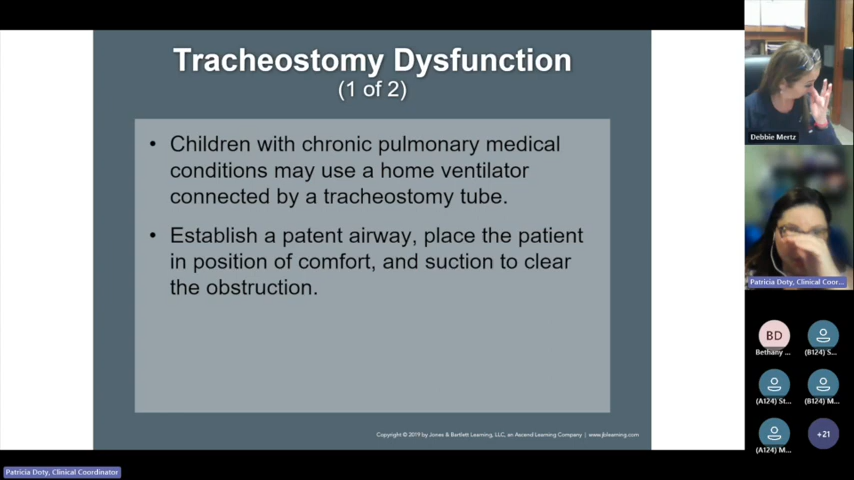 Tracheostomy Dysfunction
(1 of 2)
• Children with chronic pulmonary medical
conditions may use a home ventilator
connected by a tracheostomy tube.
• Establish a patent airway, place the patient
in position of comfort, and suction to clear
the obstruction.
Copyright © 2019 by Jones & Bartlett Learning, LLC, an Ascend Learning Company | www.jblearning.com
Debbie Mertz
Patricia Doty, Clinical Coor...
BD
Bethany ...
(B124) S...
(A124) St...
(B124) M...
(A124) M...
+21
Patricia Doty, Clinical Coordinator